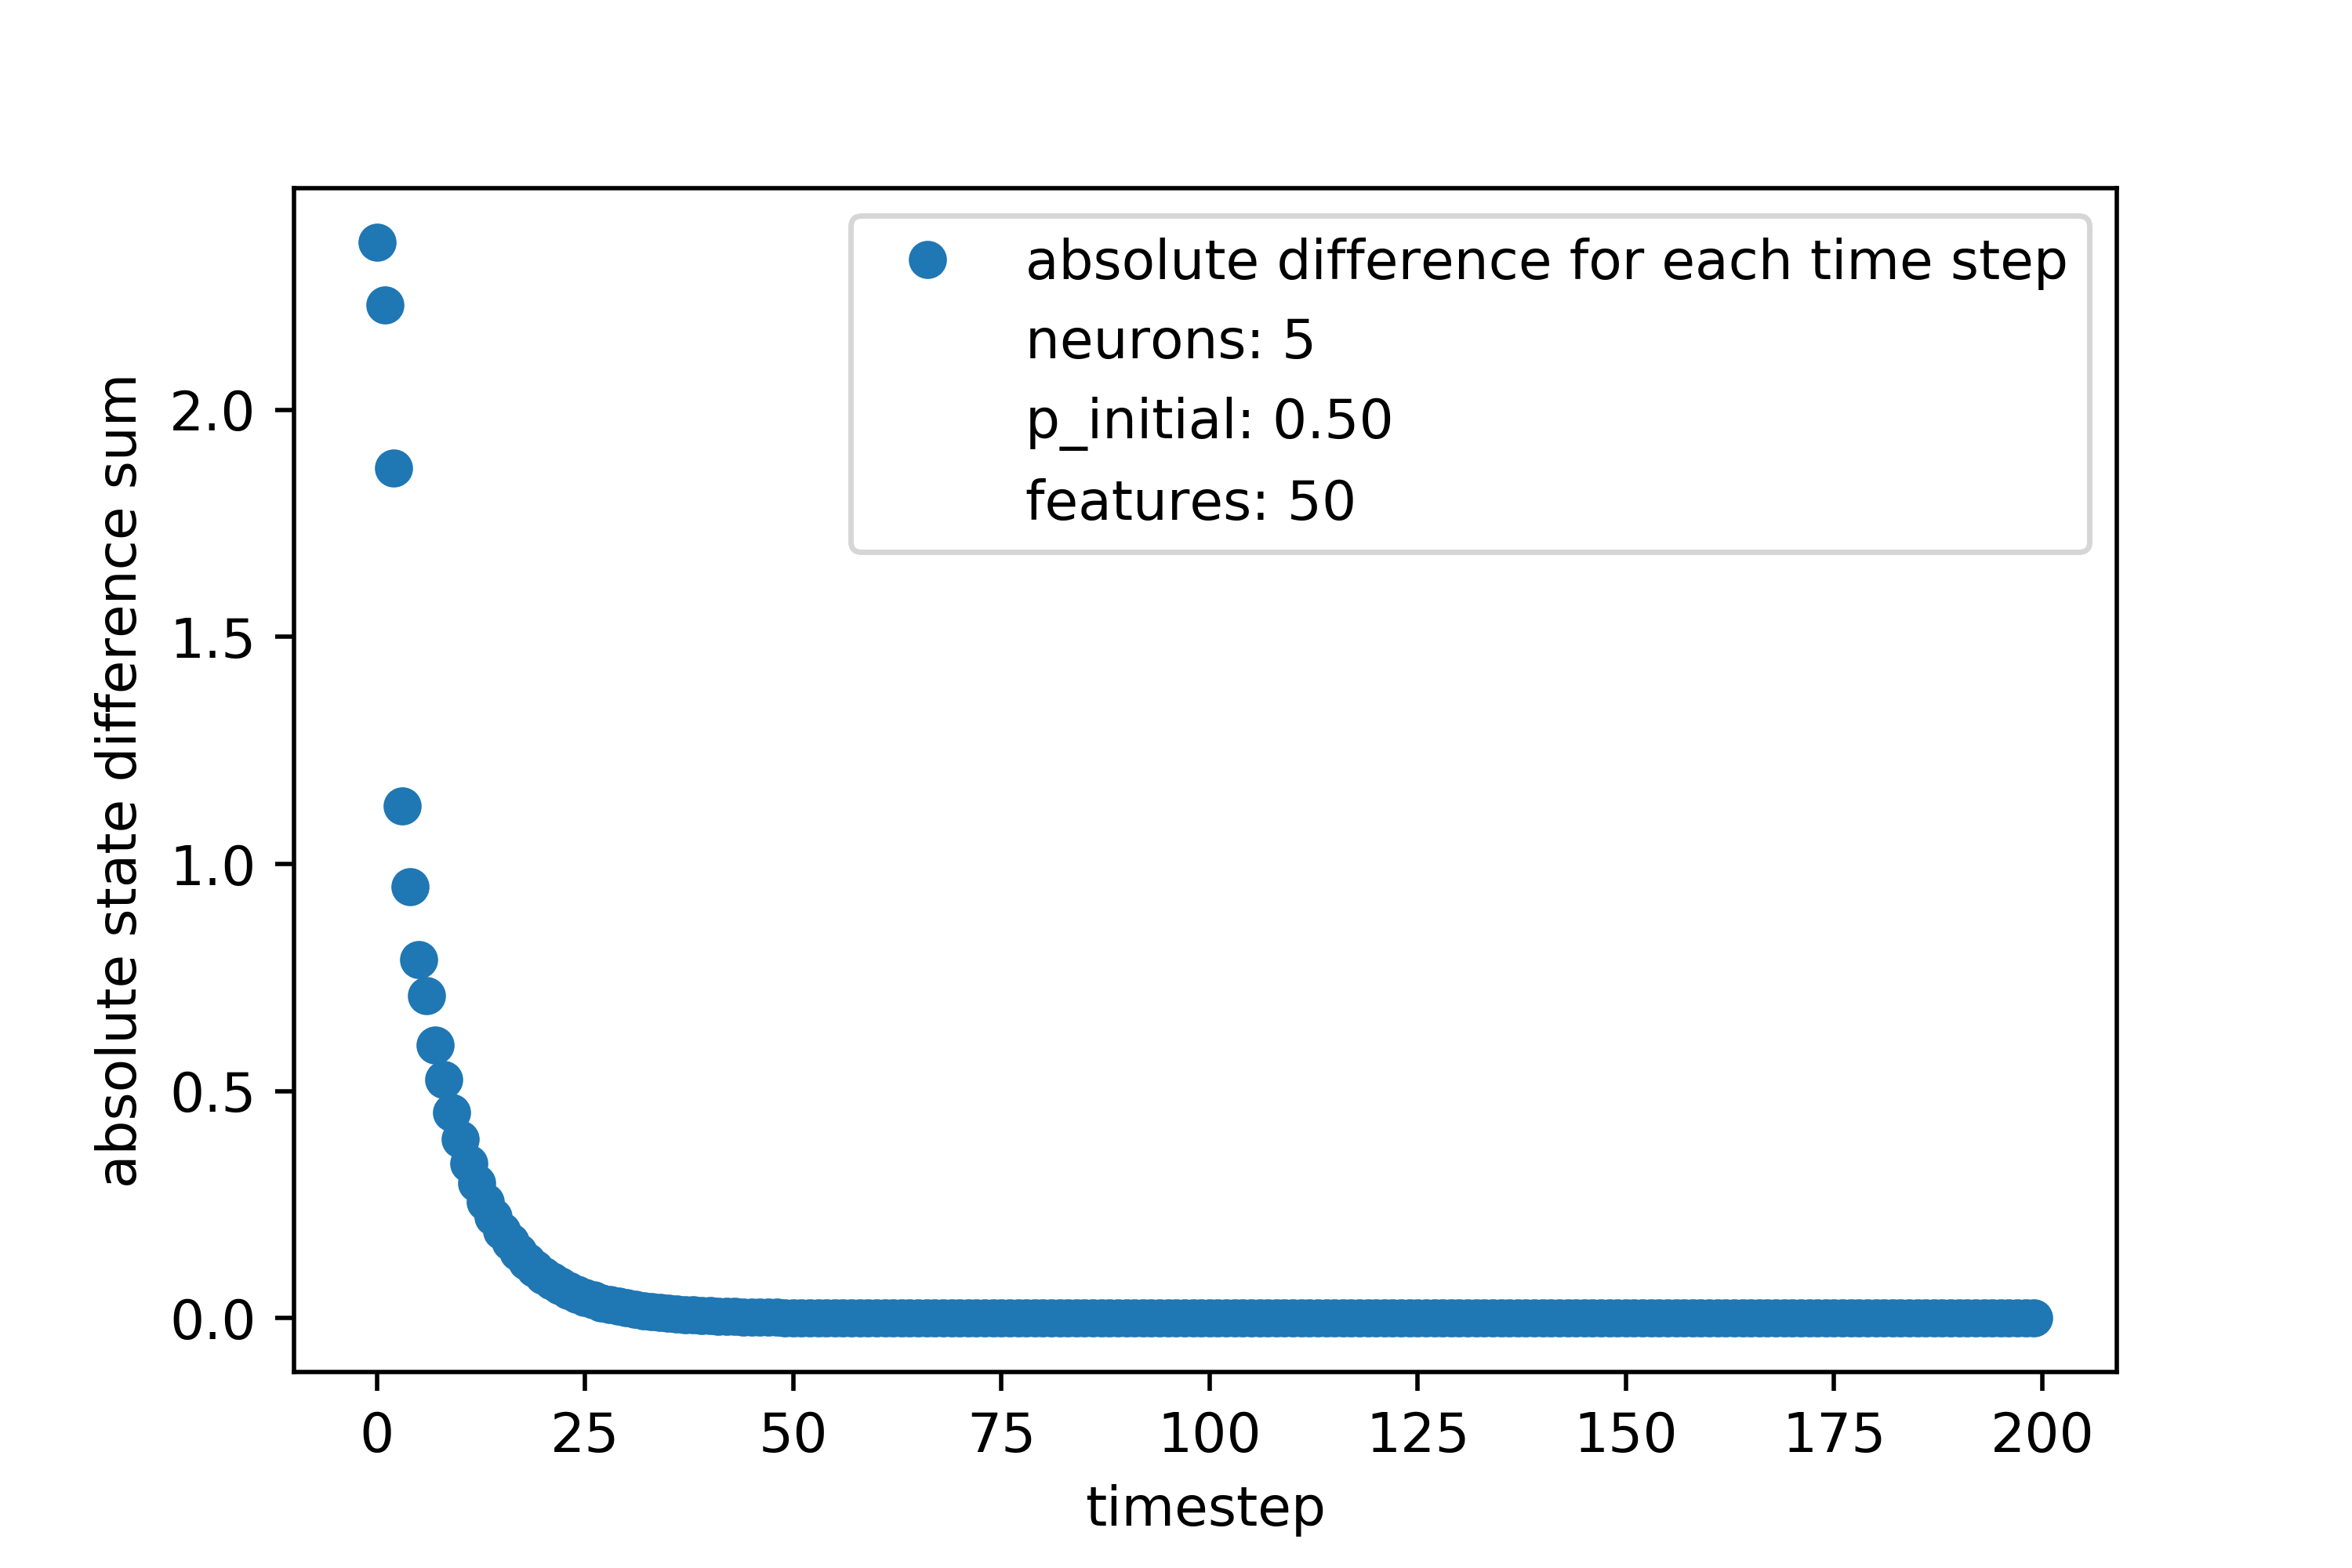 absolute difference for each time step
neurons: 5
p_initial: 0.50
features: 50
absolute state difference sum
2.0
1.5
1.0
0.5
0.0
0 25 50 75 100 125 150 175 200
timestep